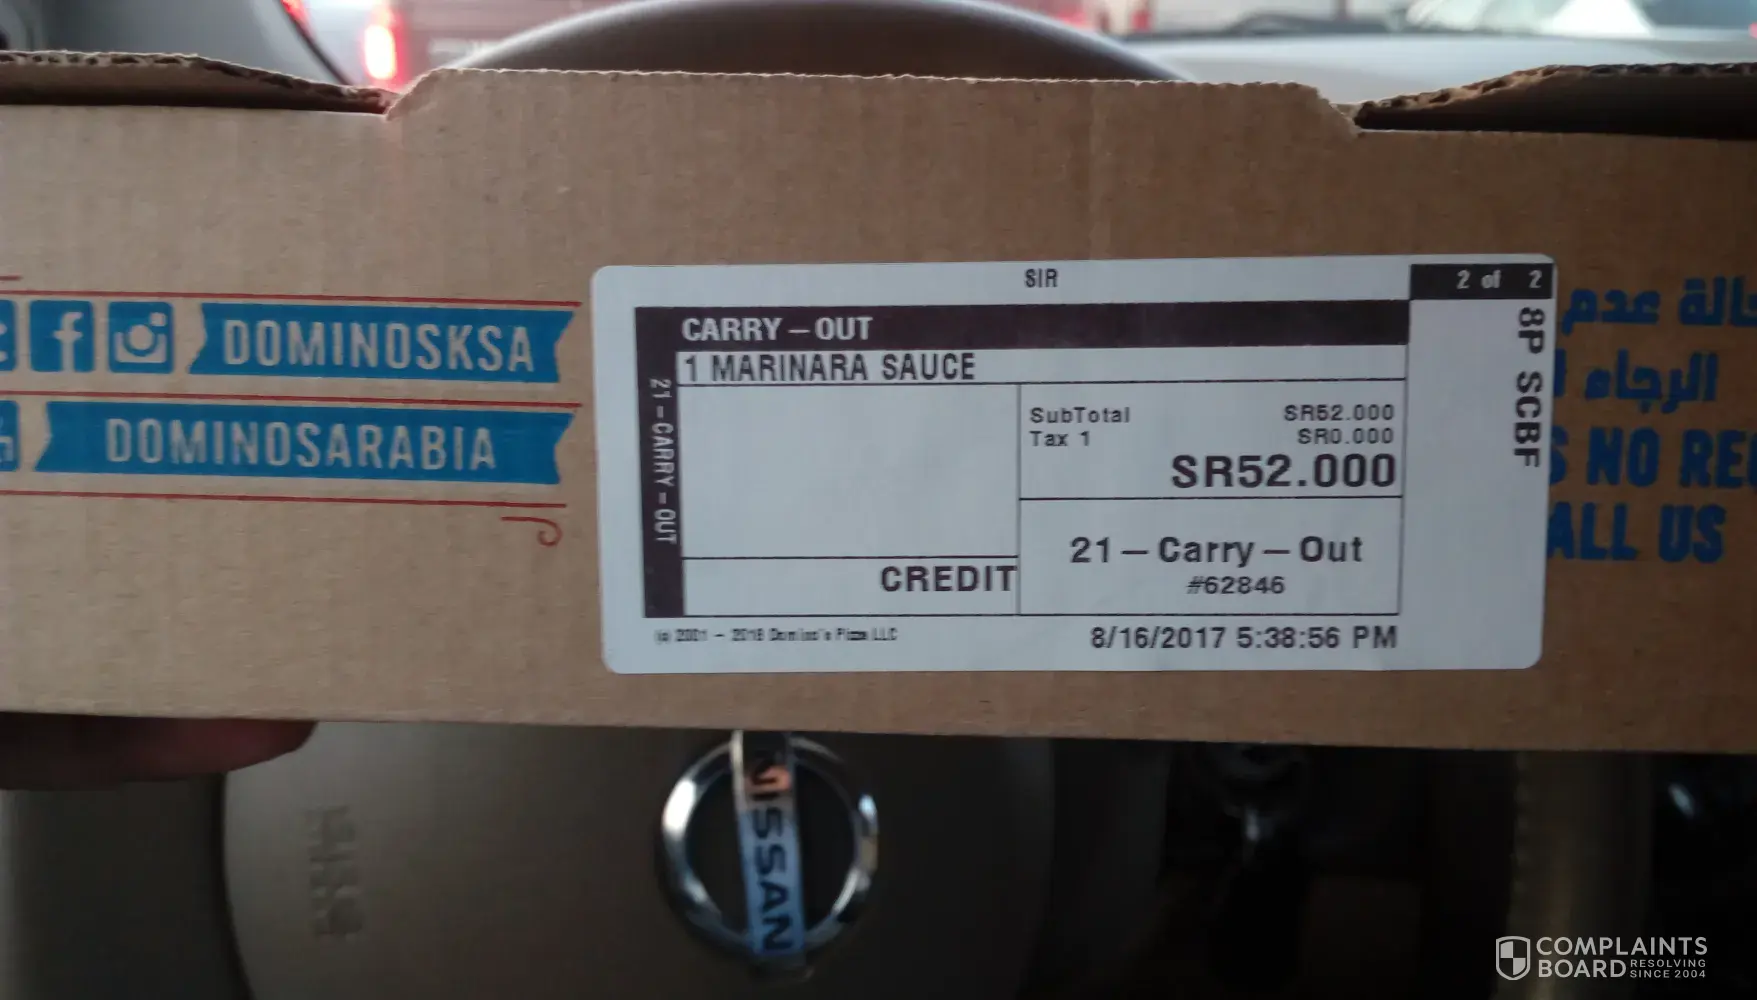 DOMINOSKSA
DOMINOSARABIA
SIR
2 of 2
CARRY-OUT
1 MARINARA SAUCE
21-CARRY-OUT
SubTotal SR52.000
Tax 1 SR0.000
SR52.000
CREDIT
21-Carry-Out
#62846
8/16/2017 5:38:56 PM
8P SCBF
حالة عدم
الرجاء
NO
ALL US
NISSAN
COMPLAINTS
BOARD RESOLVING
SINCE 2004